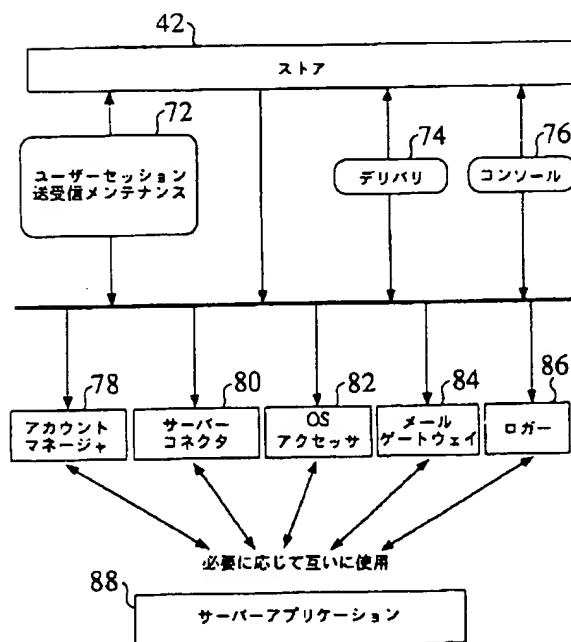 42
ストア
72
ユーザーセッション
送受信メンテナンス
74
デリバリ
76
コンソール
78
アカウント
マネージャ
80
サーバー
コネクタ
82
OS
アクセッサ
84
メール
ゲートウェイ
86
ロガー
必要に応じて互いに使用
88
サーバーアプリケーション